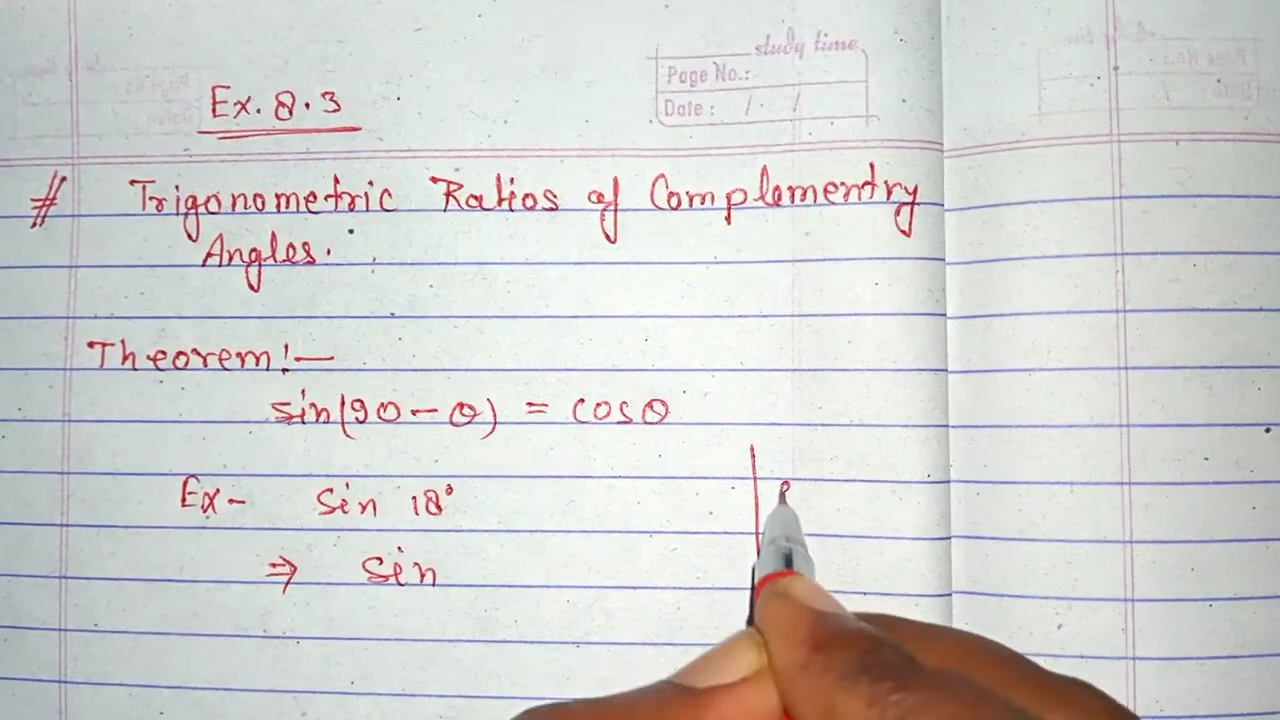 study time
Page No.:
Date : / /
Ex. 8.3
# Trigonometric Ratios of Complementry
Angles.
Theorem:—
sin(90-θ) = cosθ
Ex- Sin 18°
⇒ Sin